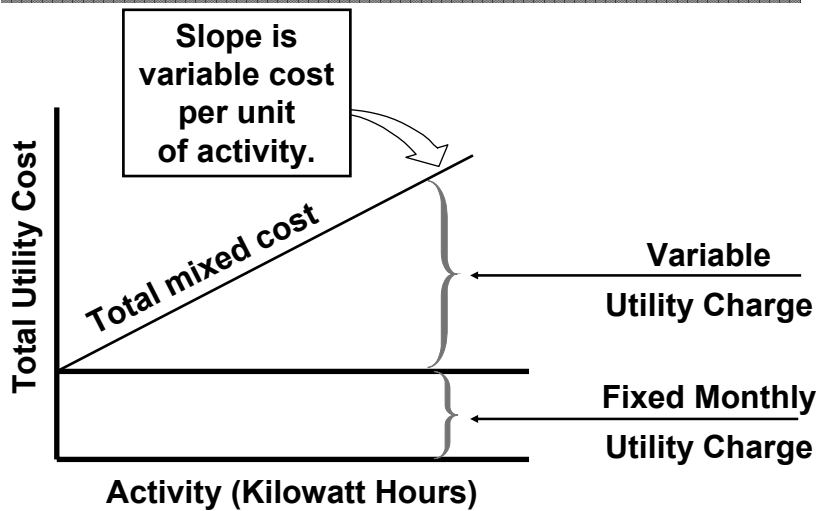 Slope is
variable cost
per unit
of activity.
Total Utility Cost
Total mixed cost
Variable
Utility Charge
Fixed Monthly
Utility Charge
Activity (Kilowatt Hours)